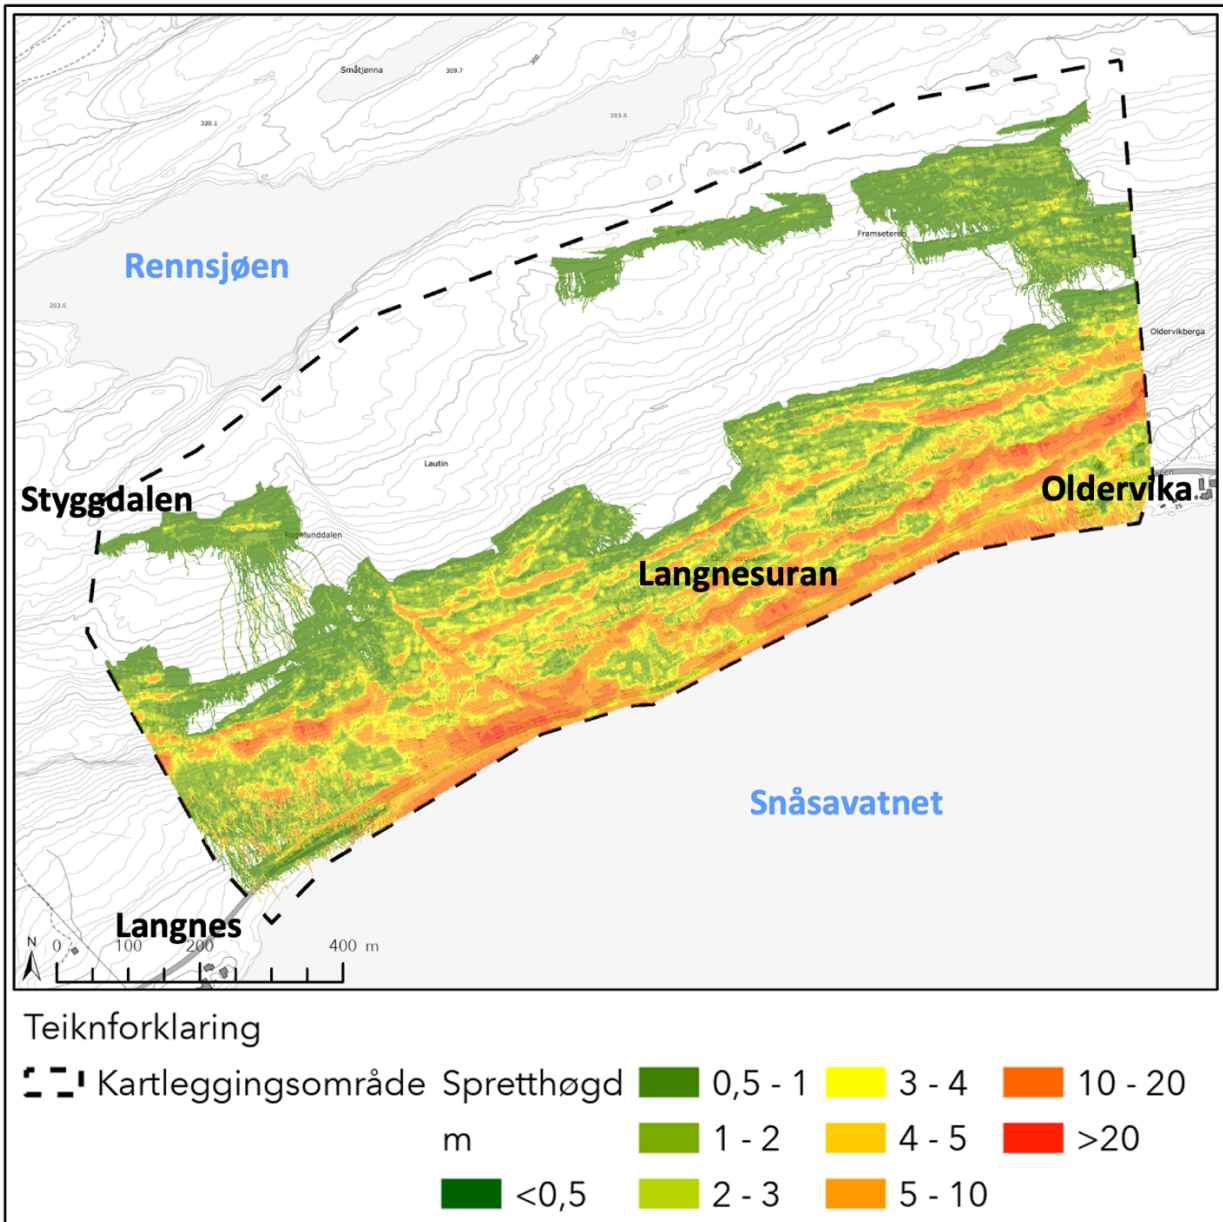 Småtjønna
309.7
300
320.1
283.6
Rennsjøen
Framseteren
283.6
Oldervikberga
Lautin
Styggdalen
Oldervika
25
Langnesuran
Snåsavatnet
Langnes
N
0 100 200 400 m
Teiknforklaring
Kartleggingsområde Spretthøgd
m
<0,5
0,5 - 1
1 - 2
2 - 3
3 - 4
4 - 5
5 - 10
10 - 20
>20